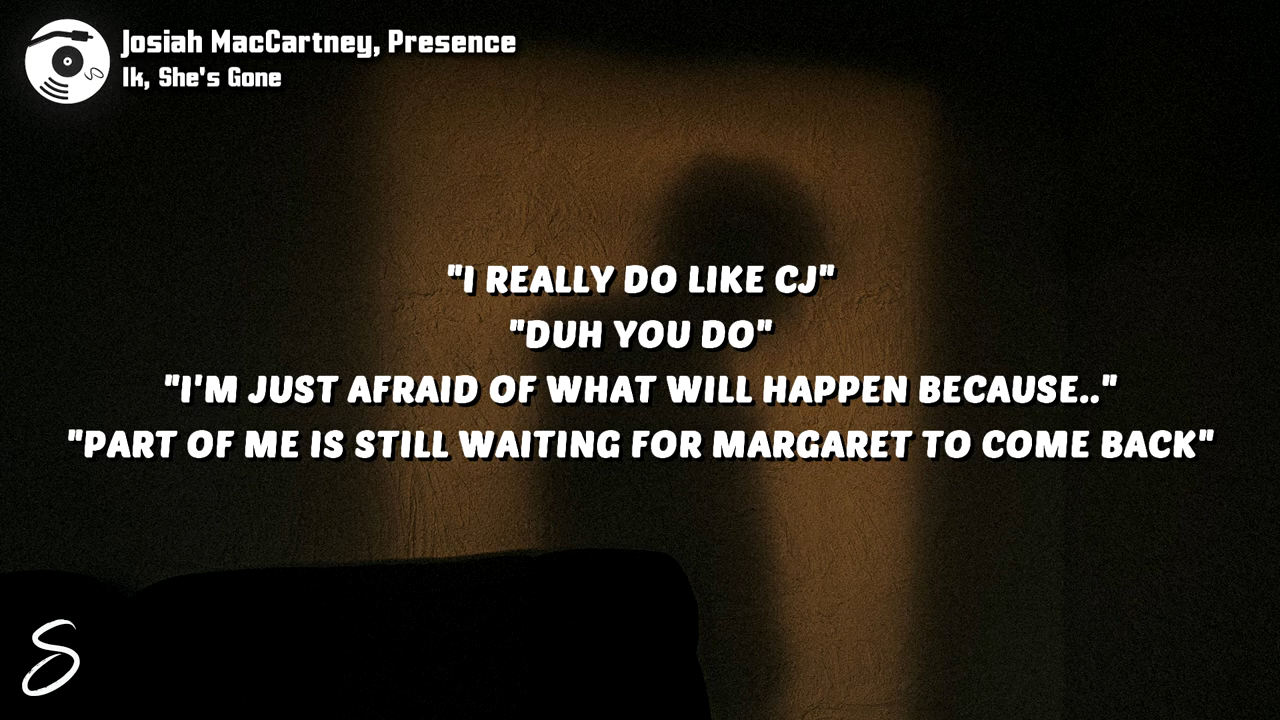 Josiah MacCartney, Presence
Ik, She's Gone
"I REALLY DO LIKE CJ"
"DUH YOU DO"
"I'M JUST AFRAID OF WHAT WILL HAPPEN BECAUSE.."
"PART OF ME IS STILL WAITING FOR MARGARET TO COME BACK"
S